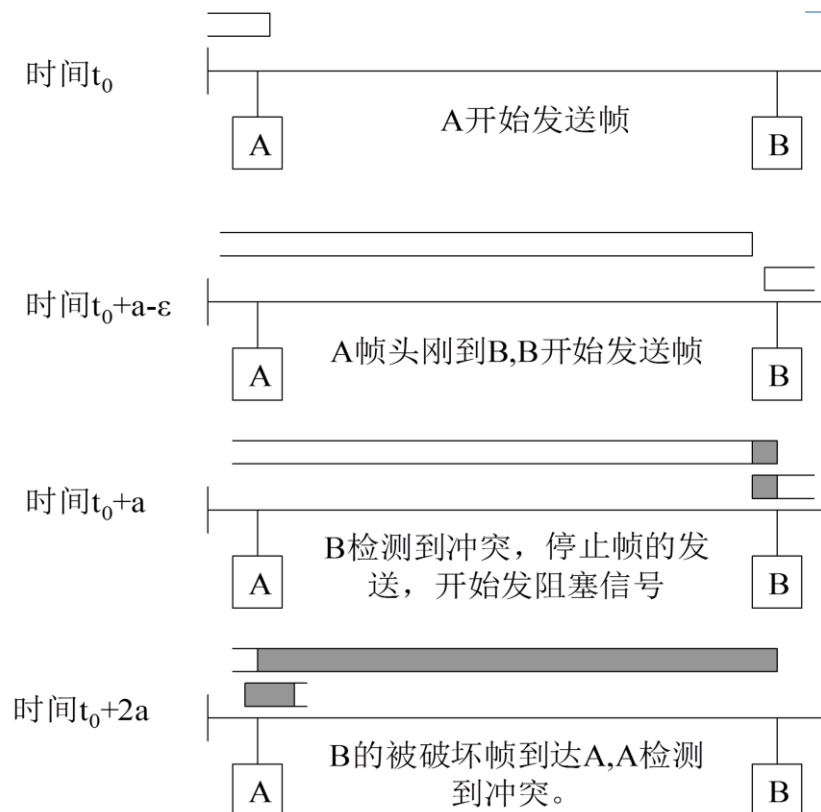 时间t₀
A开始发送帧
A
B
时间t₀+a-ε
A帧头刚到B,B开始发送帧
A
B
时间t₀+a
B检测到冲突，停止帧的发
送，开始发阻塞信号
A
B
时间t₀+2a
B的被破坏帧到达A,A检测
到冲突。
A
B